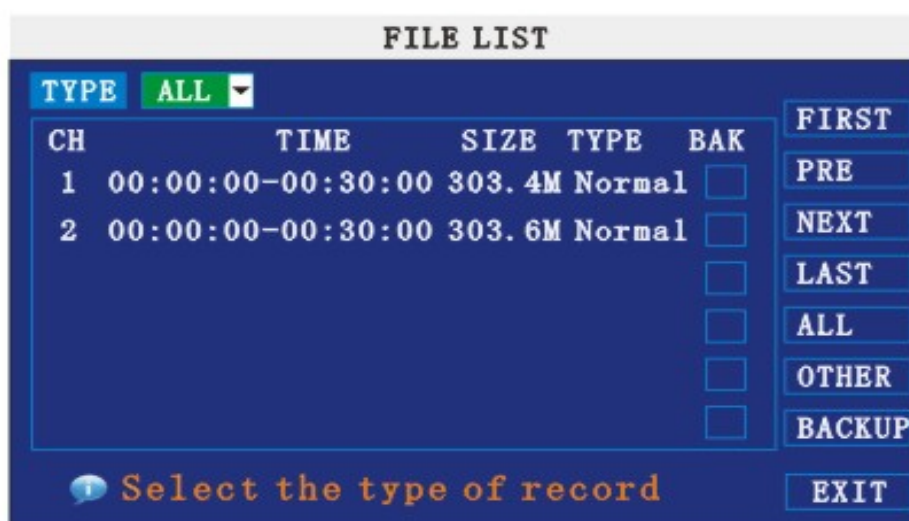 FILE LIST
TYPE ALL
CH TIME SIZE TYPE BAK
1 00:00:00-00:30:00 303.4M Normal
2 00:00:00-00:30:00 303.6M Normal
FIRST
PRE
NEXT
LAST
ALL
OTHER
BACKUP
Select the type of record
EXIT